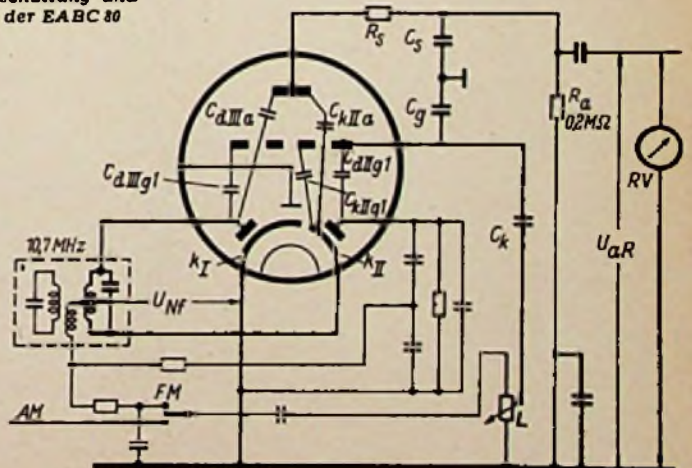 und
der EABC 80
R_s
C_s
C_dIIIa
C_kIIa
C_g
R_a
0,2MΩ
RV
C_dIIIg1
C_dIIg1
C_kIIg1
C_k
U_aR
10,7 MHz
k_I
k_II
U_Nf
FM
AM
L